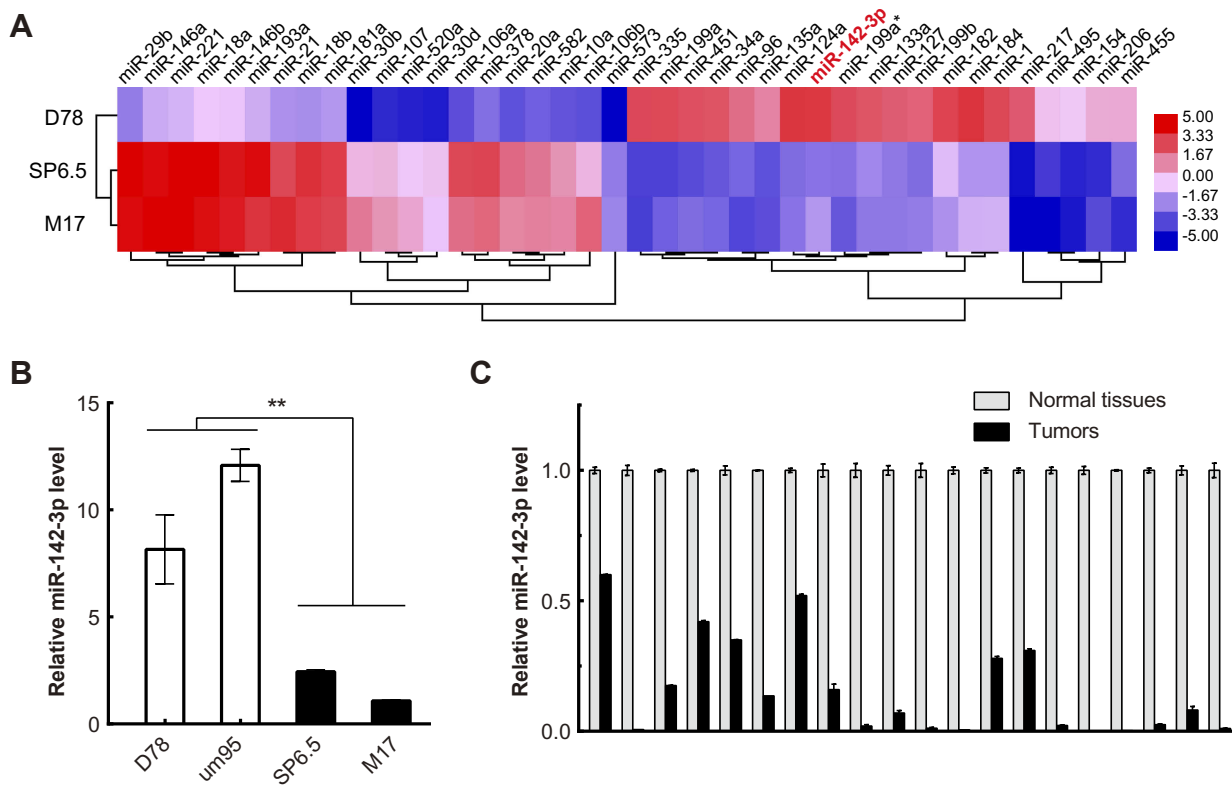 A
miR-29b
miR-146a
miR-221
miR-18a
miR-146b
miR-193a
miR-21
miR-18b
miR-181a
miR-30b
miR-107
miR-520a
miR-30d
miR-106a
miR-378
miR-20a
miR-582
miR-10a
miR-106b
miR-573
miR-335
miR-199a
miR-451
miR-34a
miR-96
miR-135a
miR-124a
miR-142-3p
miR-199a*
miR-133a
miR-127
miR-199b
miR-182
miR-184
miR-1
miR-217
miR-495
miR-154
miR-206
miR-455
D78
SP6.5
M17
5.00
3.33
1.67
0.00
-1.67
-3.33
-5.00
B
Relative miR-142-3p level
15
10
5
0
**
D78
um95
SP6.5
M17
C
Relative miR-142-3p level
1.0
0.5
0.0
Normal tissues
Tumors